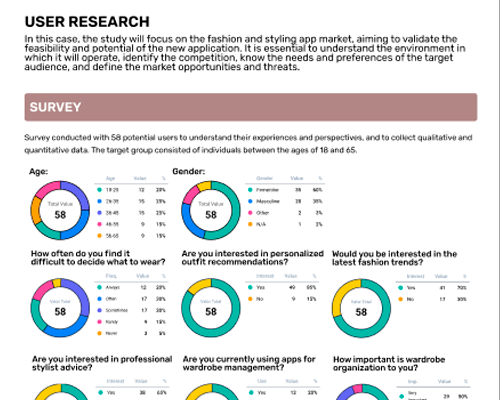 USER RESEARCH
In this case, the study will focus on the fashion and styling app market, aiming to validate the
feasibility and potential of the new application. It is essential to understand the environment in
which it will operate, identify the competition, know the needs and preferences of the target
audience, and define the market opportunities and threats.
SURVEY
Survey conducted with 58 potential users to understand their experiences and perspectives, and to collect qualitative and
quantitative data. The target group consisted of individuals between the ages of 18 and 65.
Age:
Total Value
58
Age Value %
18-25 12 20%
26-35 15 25%
36-45 15 25%
46-55 9 15%
56-65 9 15%
Gender:
Total Value
58
Gender Value %
Femenine 35 60%
Masculine 20 35%
Other 2 3%
N/A 1 2%
How often do you find it
difficult to decide what to wear?
Value Total
58
Freq. Value %
Always 12 20%
Often 17 30%
Sometimes 17 30%
Rarely 9 15%
Never 3 5%
Are you interested in personalized
outfit recommendations?
Value Total
58
Interest Value %
Yes 49 85%
No 9 15%
Would you be interested in the
latest fashion trends?
Value Total
58
Interest Value %
Yes 41 70%
No 17 30%
Are you interested in professional
stylist advice?
Interest Value %
Yes 38 65%
Are you currently using apps for
wardrobe management?
Use Value %
Yes 12 20%
How important is wardrobe
organization to you?
Imp. Value %
Very 29 50%